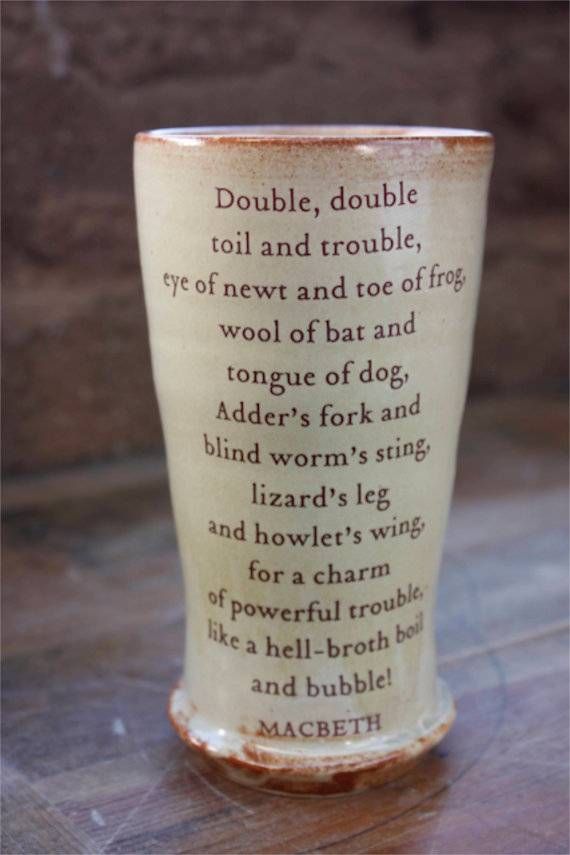 Double, double
toil and trouble,
eye of newt and toe of frog,
wool of bat and
tongue of dog,
Adder's fork and
blind worm's sting,
lizard's leg
and howlet's wing,
for a charm
of powerful trouble,
like a hell-broth boil
and bubble!
MACBETH